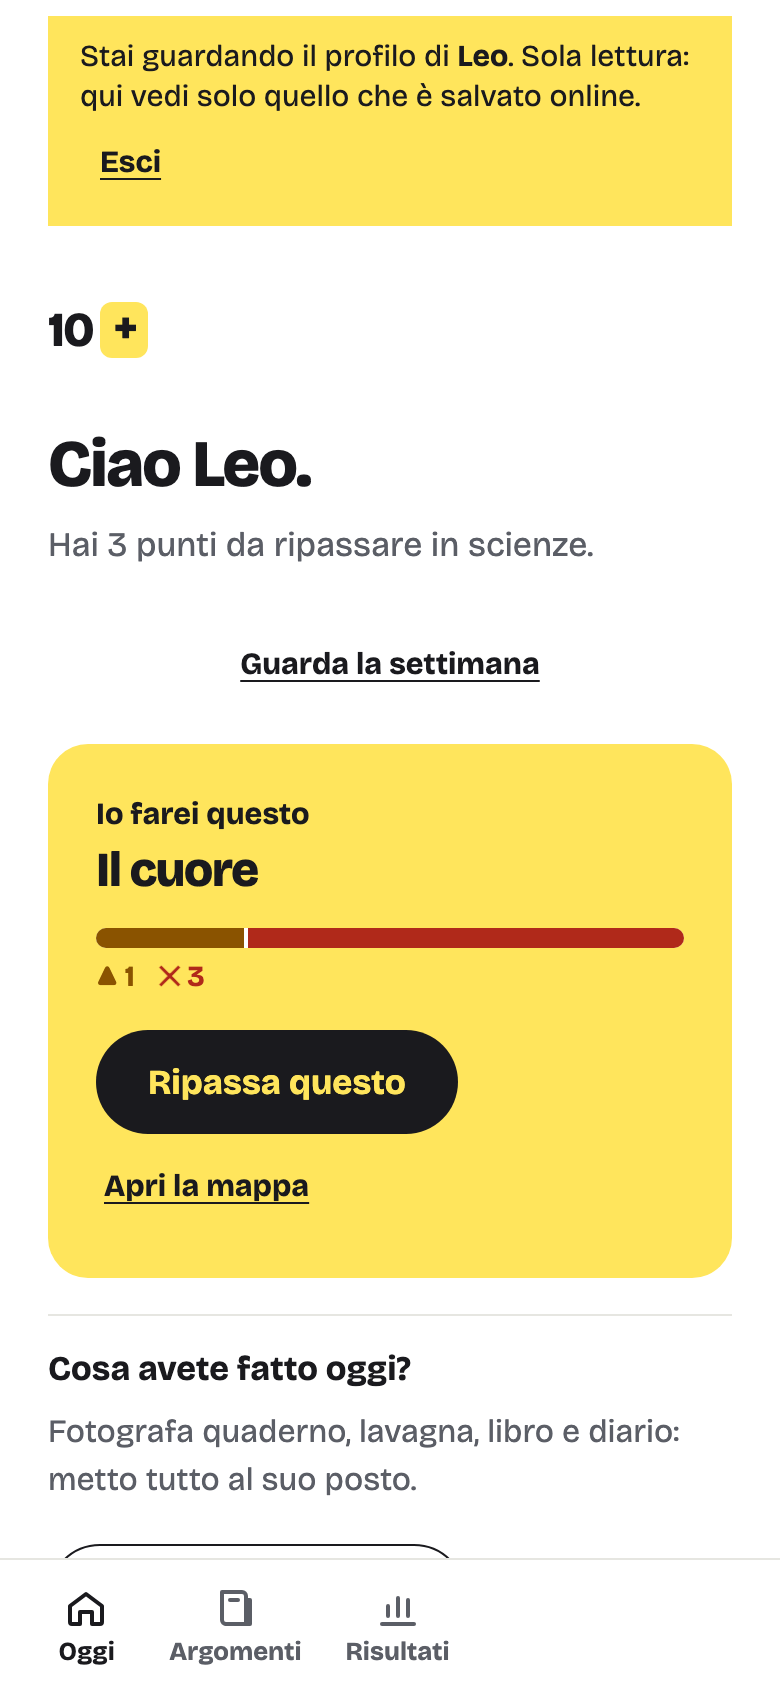 Stai guardando il profilo di Leo. Sola lettura:
qui vedi solo quello che è salvato online.
Esci
10 +
Ciao Leo.
Hai 3 punti da ripassare in scienze.
Guarda la settimana
Io farei questo
Il cuore
▲ 1 ✕ 3
Ripassa questo
Apri la mappa
Cosa avete fatto oggi?
Fotografa quaderno, lavagna, libro e diario:
metto tutto al suo posto.
Oggi Argomenti Risultati